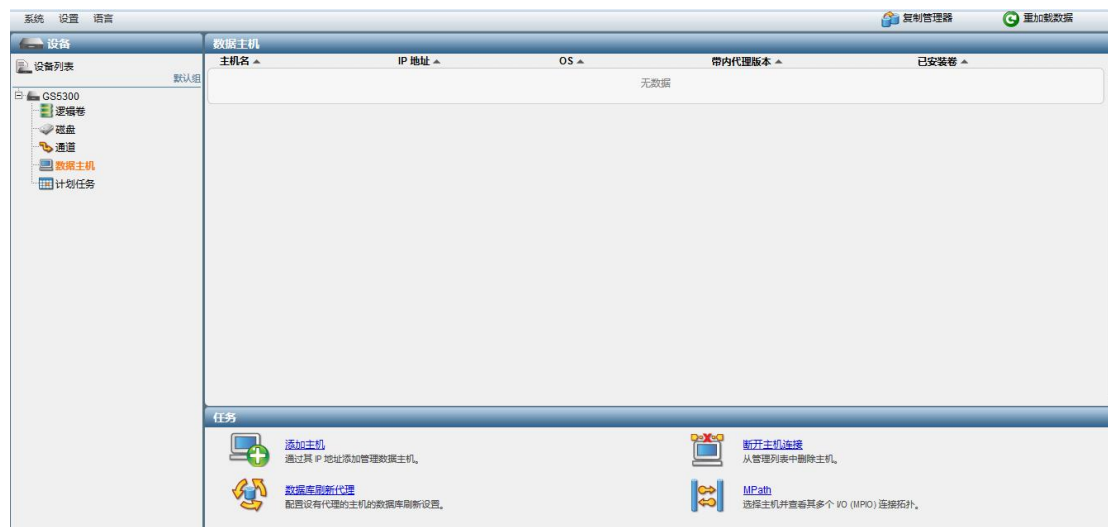 系统 设置 语言 复制管理器 重加载数据
设备 数据主机
设备列表
默认组
主机名 IP 地址 OS 带内代理版本 已安装卷
无数据
GS5300
逻辑卷
磁盘
通道
数据主机
计划任务
任务
添加主机
通过其 IP 地址添加管理数据主机。
断开主机连接
从管理列表中删除主机。
数据库刷新代理
配置设有代理的主机的数据库刷新设置。
MPath
选择主机并查看其多个 I/O (MPIO) 连接拓扑。